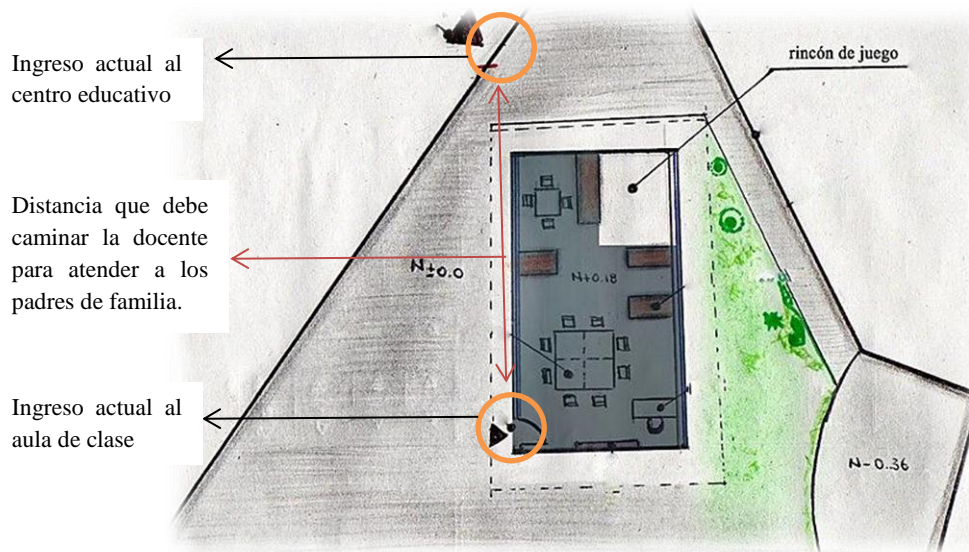 Ingreso actual al
centro educativo
rincón de juego
Distancia que debe
caminar la docente
para atender a los
padres de familia.
N±0.0
N+0.18
Ingreso actual al
aula de clase
N-0.36